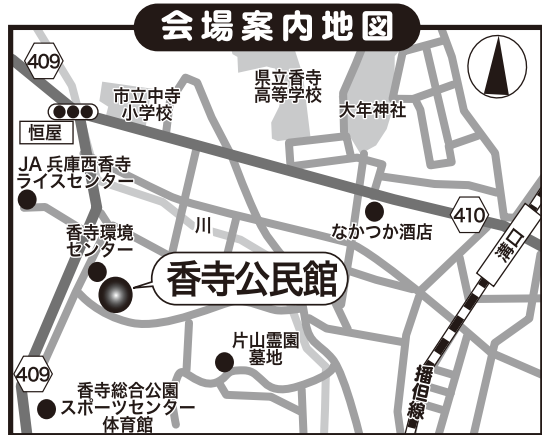 会場案内地図
409
恒屋
市立中寺
小学校
県立香寺
高等学校
大年神社
JA 兵庫西香寺
ライスセンター
川
なかつか酒店
410
溝口
香寺環境
センター
香寺公民館
片山霊園
墓地
播但線
409
香寺総合公園
スポーツセンター
体育館